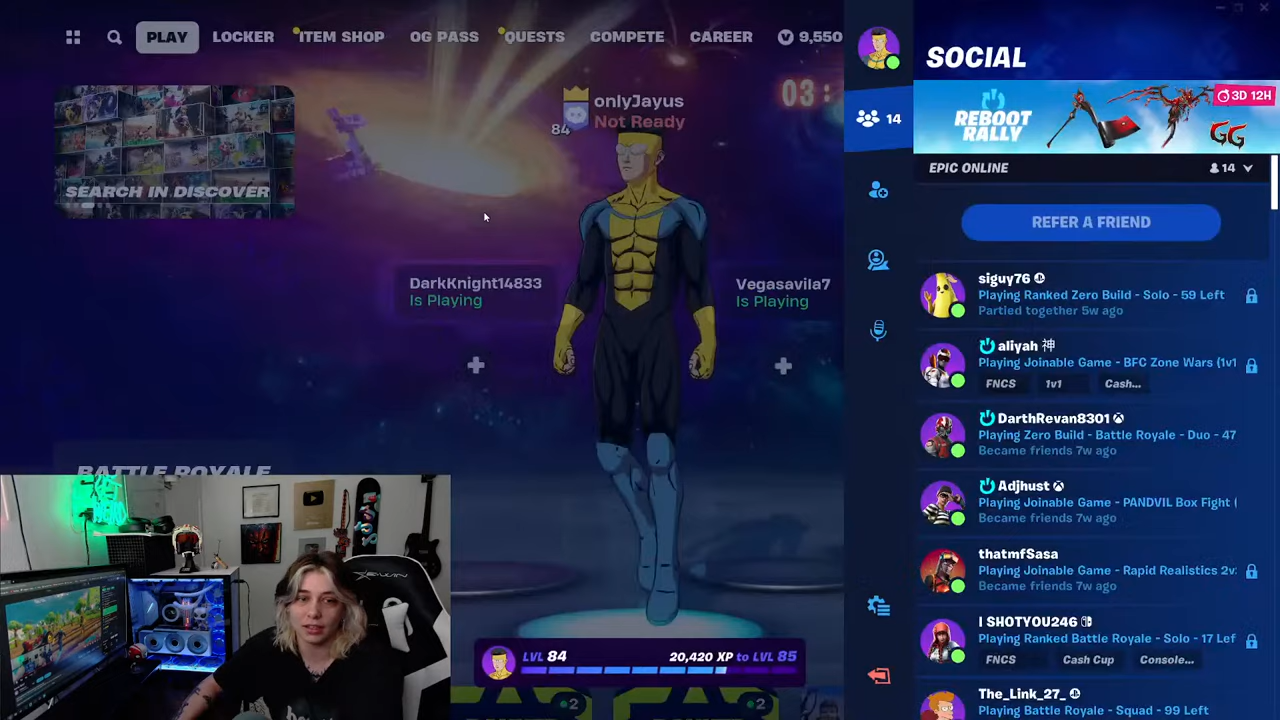 PLAY
LOCKER
ITEM SHOP
OG PASS
QUESTS
COMPETE
CAREER
9,550
SEARCH IN DISCOVER
onlyJayus
84
Not Ready
03:
DarkKnight14833
Is Playing
Vegasavila7
Is Playing
BATTLE ROYALE
LVL 84
20,420 XP to LVL 85
2
2
14
SOCIAL
REBOOT
RALLY
3D 12H
GG
EPIC ONLINE
14
REFER A FRIEND
siguy76
Playing Ranked Zero Build - Solo - 59 Left
Partied together 5w ago
aliyah 神
Playing Joinable Game - BFC Zone Wars (1v1
FNCS 1v1 Cash...
DarthRevan8301
Playing Zero Build - Battle Royale - Duo - 47
Became friends 7w ago
Adjhust
Playing Joinable Game - PANDVIL Box Fight (
Became friends 7w ago
thatmfSasa
Playing Joinable Game - Rapid Realistics 2v
Became friends 7w ago
I SHOTYOU246
Playing Ranked Battle Royale - Solo - 17 Lef
FNCS Cash Cup Console...
The_Link_27_
Playing Battle Royale - Squad - 99 Left